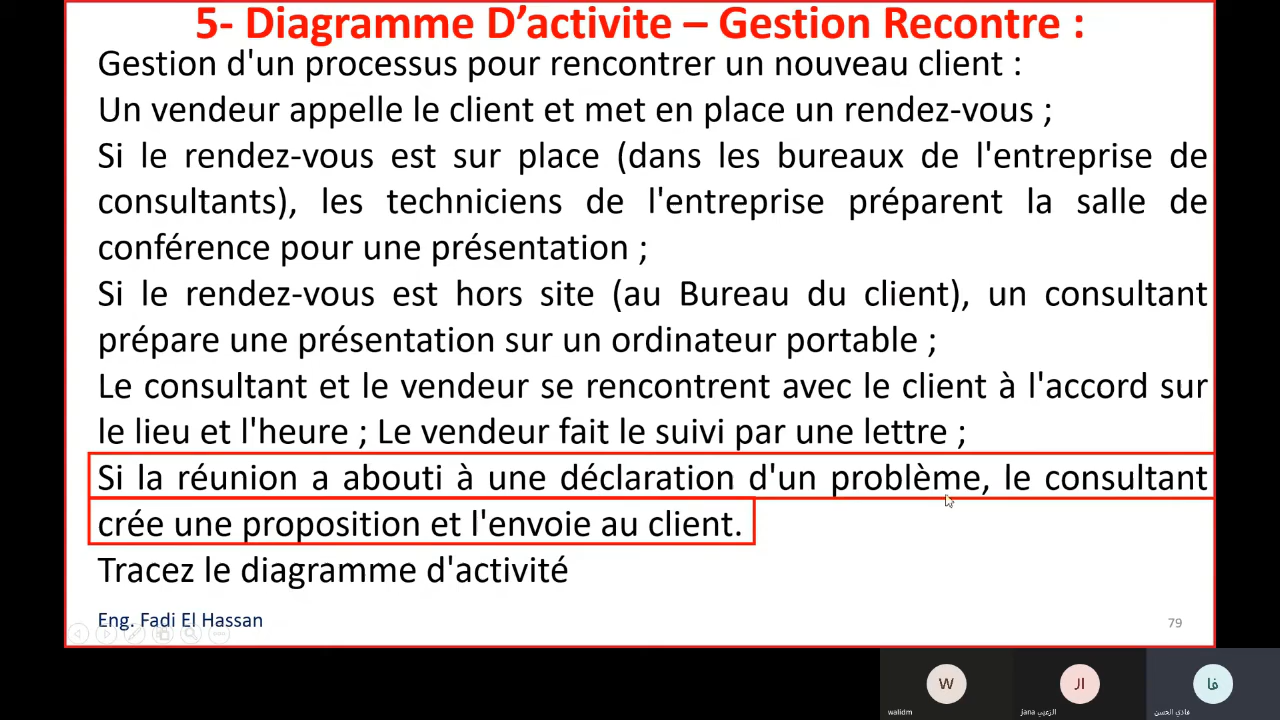 5- Diagramme D’activite – Gestion Recontre :
Gestion d'un processus pour rencontrer un nouveau client :
Un vendeur appelle le client et met en place un rendez-vous ;
Si le rendez-vous est sur place (dans les bureaux de l'entreprise de
consultants), les techniciens de l'entreprise préparent la salle de
conférence pour une présentation ;
Si le rendez-vous est hors site (au Bureau du client), un consultant
prépare une présentation sur un ordinateur portable ;
Le consultant et le vendeur se rencontrent avec le client à l'accord sur
le lieu et l'heure ; Le vendeur fait le suivi par une lettre ;
Si la réunion a abouti à une déclaration d'un problème, le consultant
crée une proposition et l'envoie au client.
Tracez le diagramme d'activité
Eng. Fadi El Hassan
79
W
ال
فا
walidm
jana الزعبي
فادي الحسن